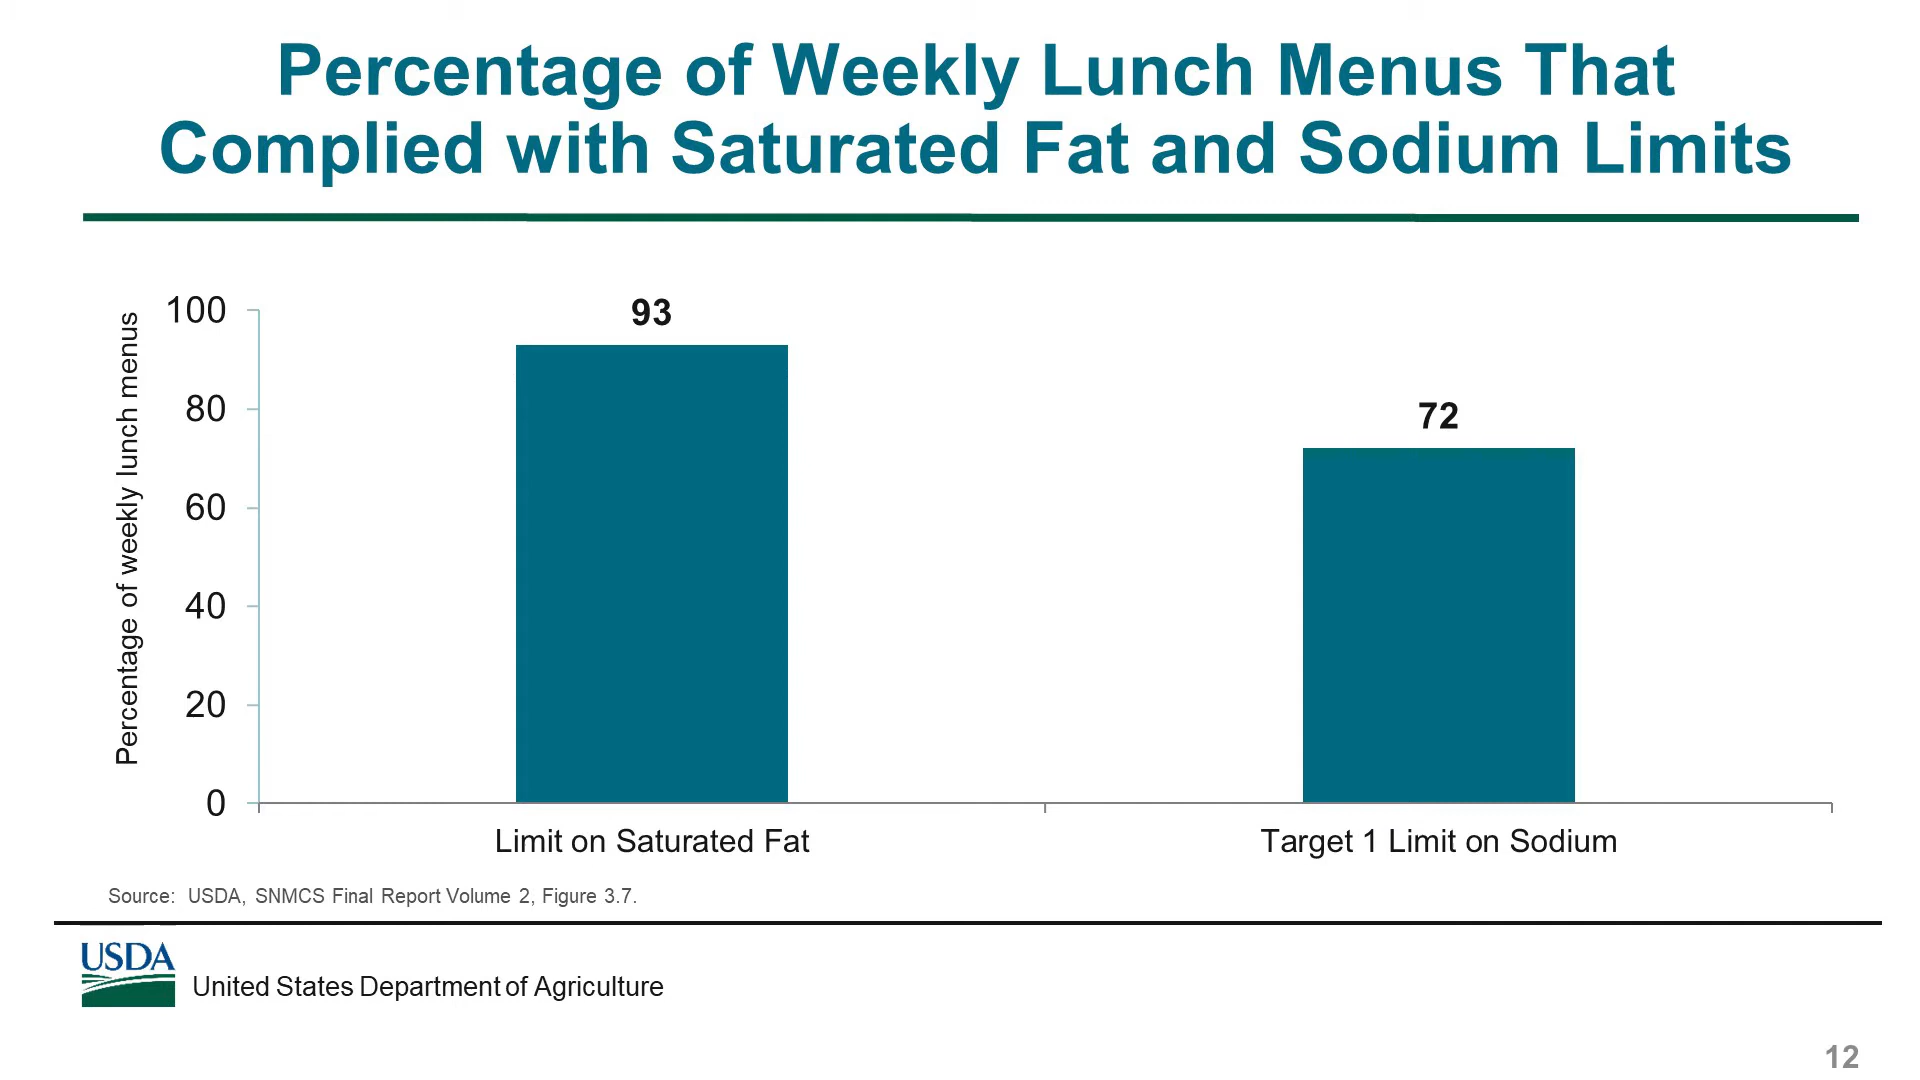 Percentage of Weekly Lunch Menus That
Complied with Saturated Fat and Sodium Limits
Percentage of weekly lunch menus
100
80
60
40
20
0
93
72
Limit on Saturated Fat
Target 1 Limit on Sodium
Source: USDA, SNMCS Final Report Volume 2, Figure 3.7.
USDA
United States Department of Agriculture
12